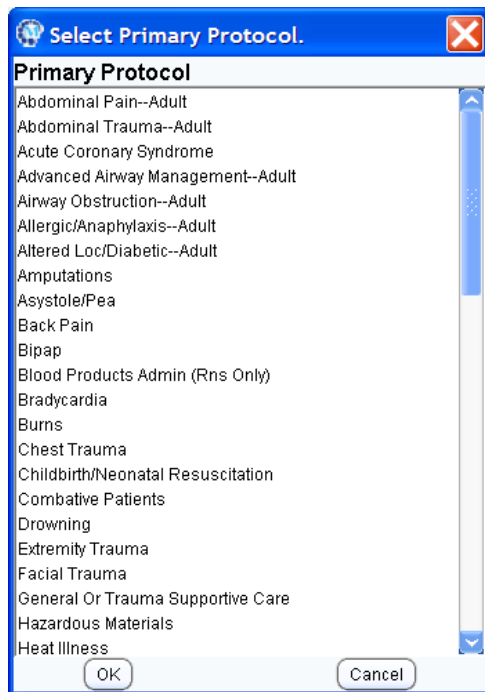 Select Primary Protocol.
Primary Protocol
Abdominal Pain--Adult
Abdominal Trauma--Adult
Acute Coronary Syndrome
Advanced Airway Management--Adult
Airway Obstruction--Adult
Allergic/Anaphylaxis--Adult
Altered Loc/Diabetic--Adult
Amputations
Asystole/Pea
Back Pain
Bipap
Blood Products Admin (Rns Only)
Bradycardia
Burns
Chest Trauma
Childbirth/Neonatal Resuscitation
Combative Patients
Drowning
Extremity Trauma
Facial Trauma
General Or Trauma Supportive Care
Hazardous Materials
Heat Illness
OK Cancel